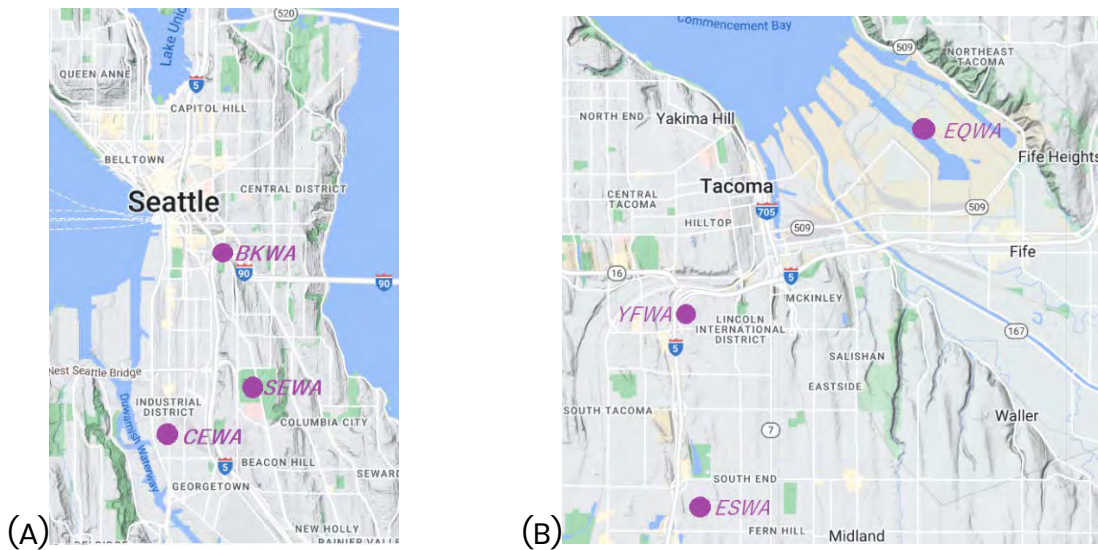 520
Lake Unio
QUEEN ANNE
5
CAPITOL HILL
BELLTOWN
Seattle
CENTRAL DISTRICT
BKWA
90
90
West Seattle Bridge
SEWA
INDUSTRIAL
DISTRICT
COLUMBIA CITY
CEWA
Duwamish Waterway
BEACON HILL
5
SEWARD
GEORGETOWN
NEW HOLLY
RAINIER VALLEY
(A)
Commencement Bay
509
NORTHEAST
TACOMA
NORTH END
Yakima Hill
EQWA
Fife Heights
CENTRAL
TACOMA
Tacoma
705
HILLTOP
509
509
Fife
16
5
MCKINLEY
YFWA
LINCOLN
INTERNATIONAL
DISTRICT
167
5
SALISHAN
EASTSIDE
SOUTH TACOMA
Waller
7
SOUTH END
ESWA
FERN HILL
Midland
(B)